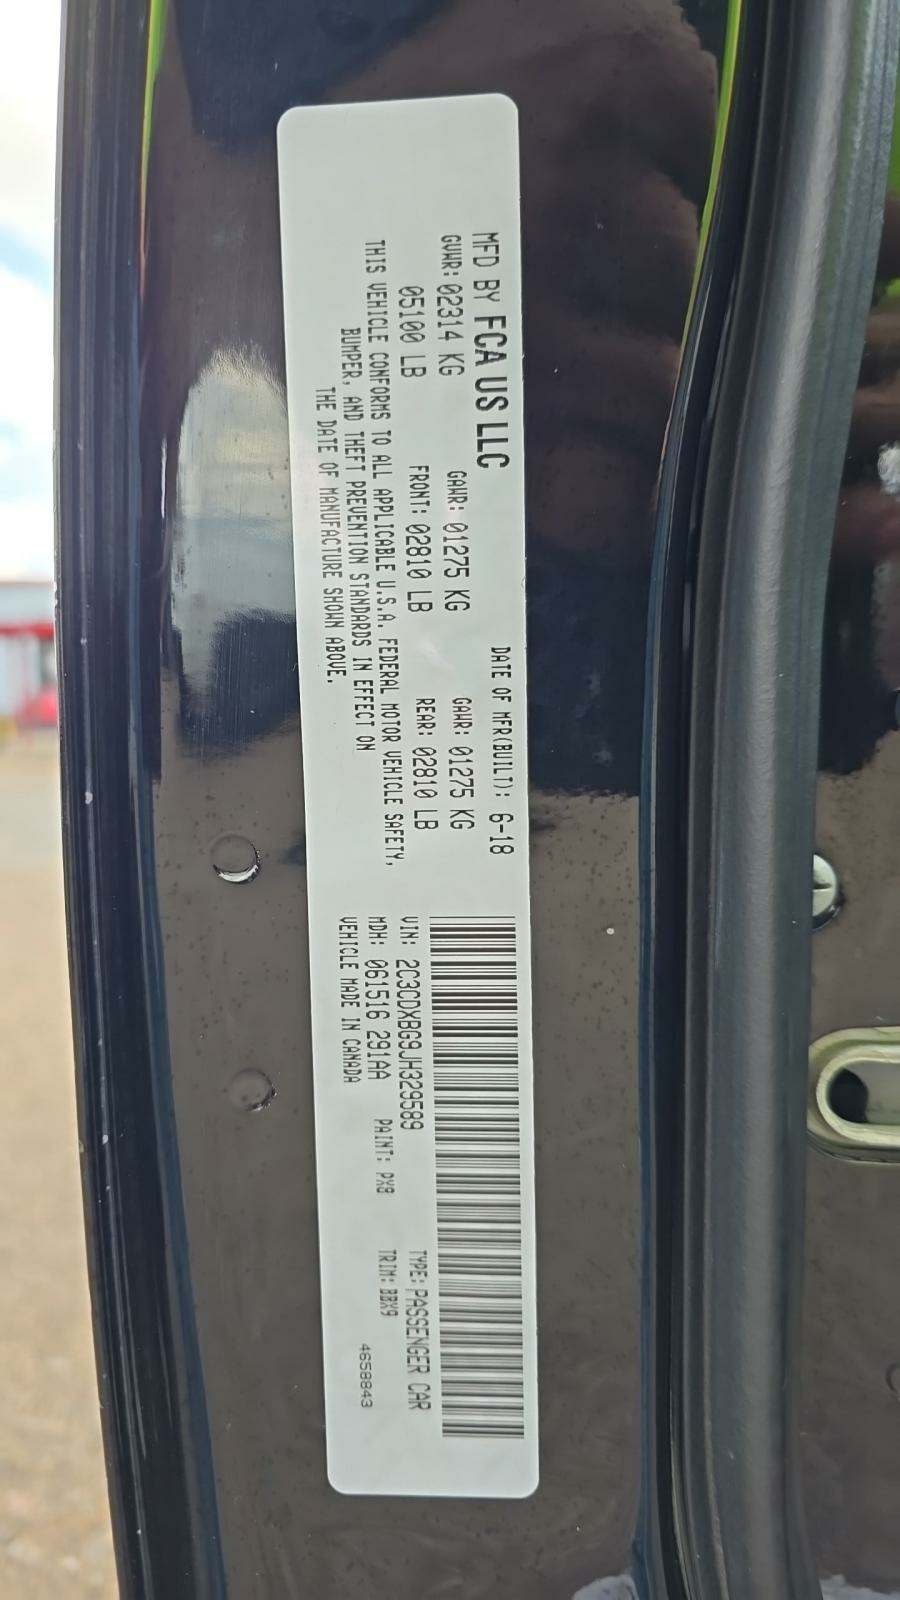 MFD BY FCA US LLC DATE OF MFR(BUILT): 6-18
GVWR: 02314 KG GAWR: 01275 KG GAWR: 01275 KG
05100 LB FRONT: 02810 LB REAR: 02810 LB
THIS VEHICLE CONFORMS TO ALL APPLICABLE U.S.A. FEDERAL MOTOR VEHICLE SAFETY,
BUMPER, AND THEFT PREVENTION STANDARDS IN EFFECT ON
THE DATE OF MANUFACTURE SHOWN ABOVE.
VIN: 2C3CDXBG9JH329589 TYPE: PASSENGER CAR
MDH: 061516 291AA PAINT: PX8 TRIM: BBX9
VEHICLE MADE IN CANADA 4658843